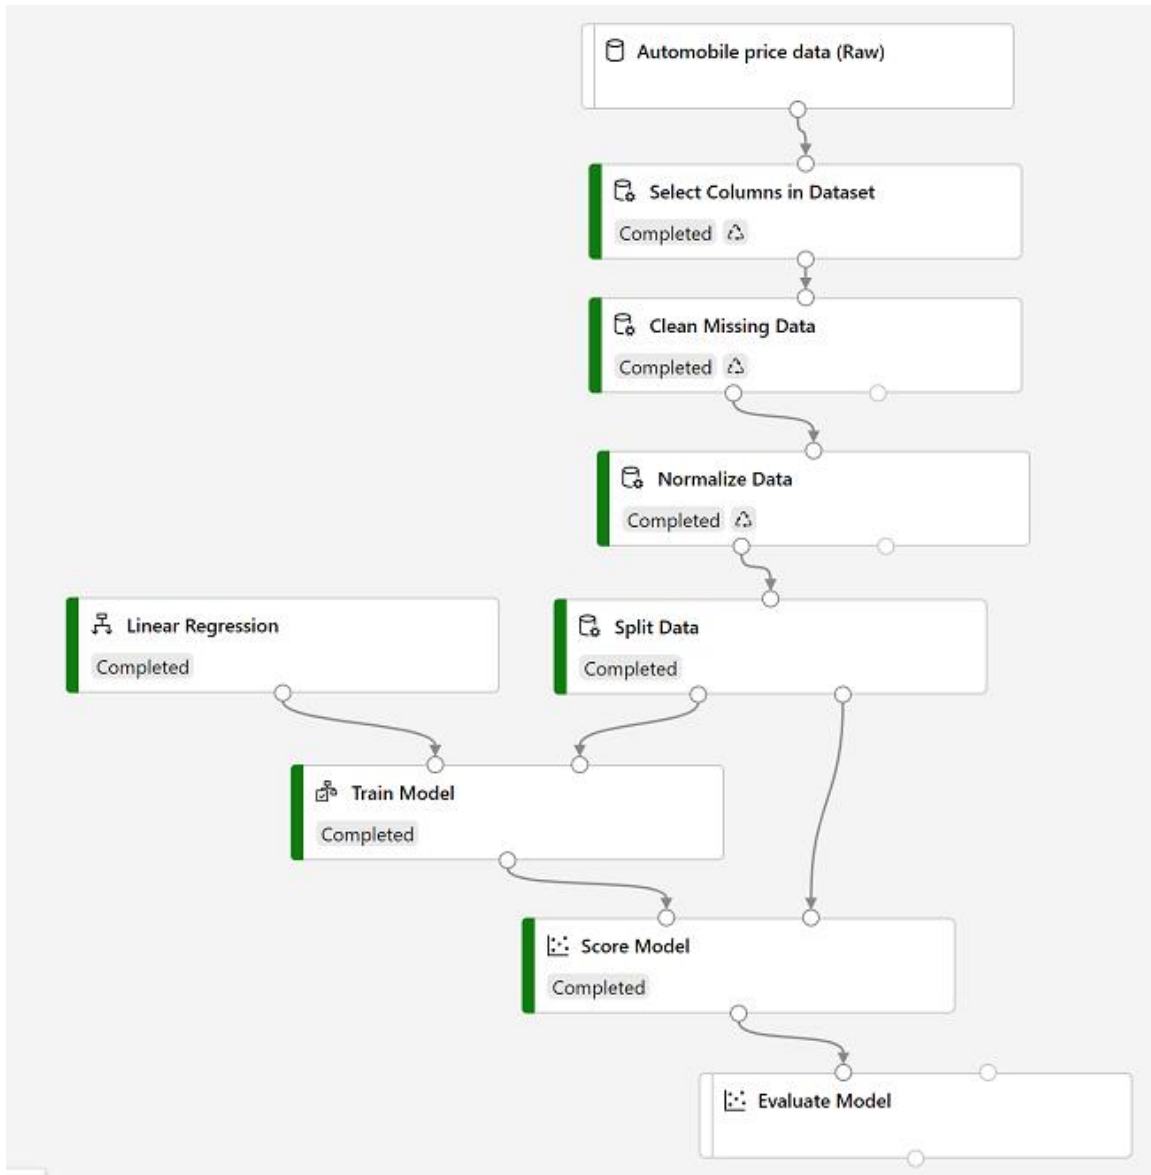 Automobile price data (Raw)
Select Columns in Dataset
Completed
Clean Missing Data
Completed
Normalize Data
Completed
Linear Regression
Completed
Split Data
Completed
Train Model
Completed
Score Model
Completed
Evaluate Model